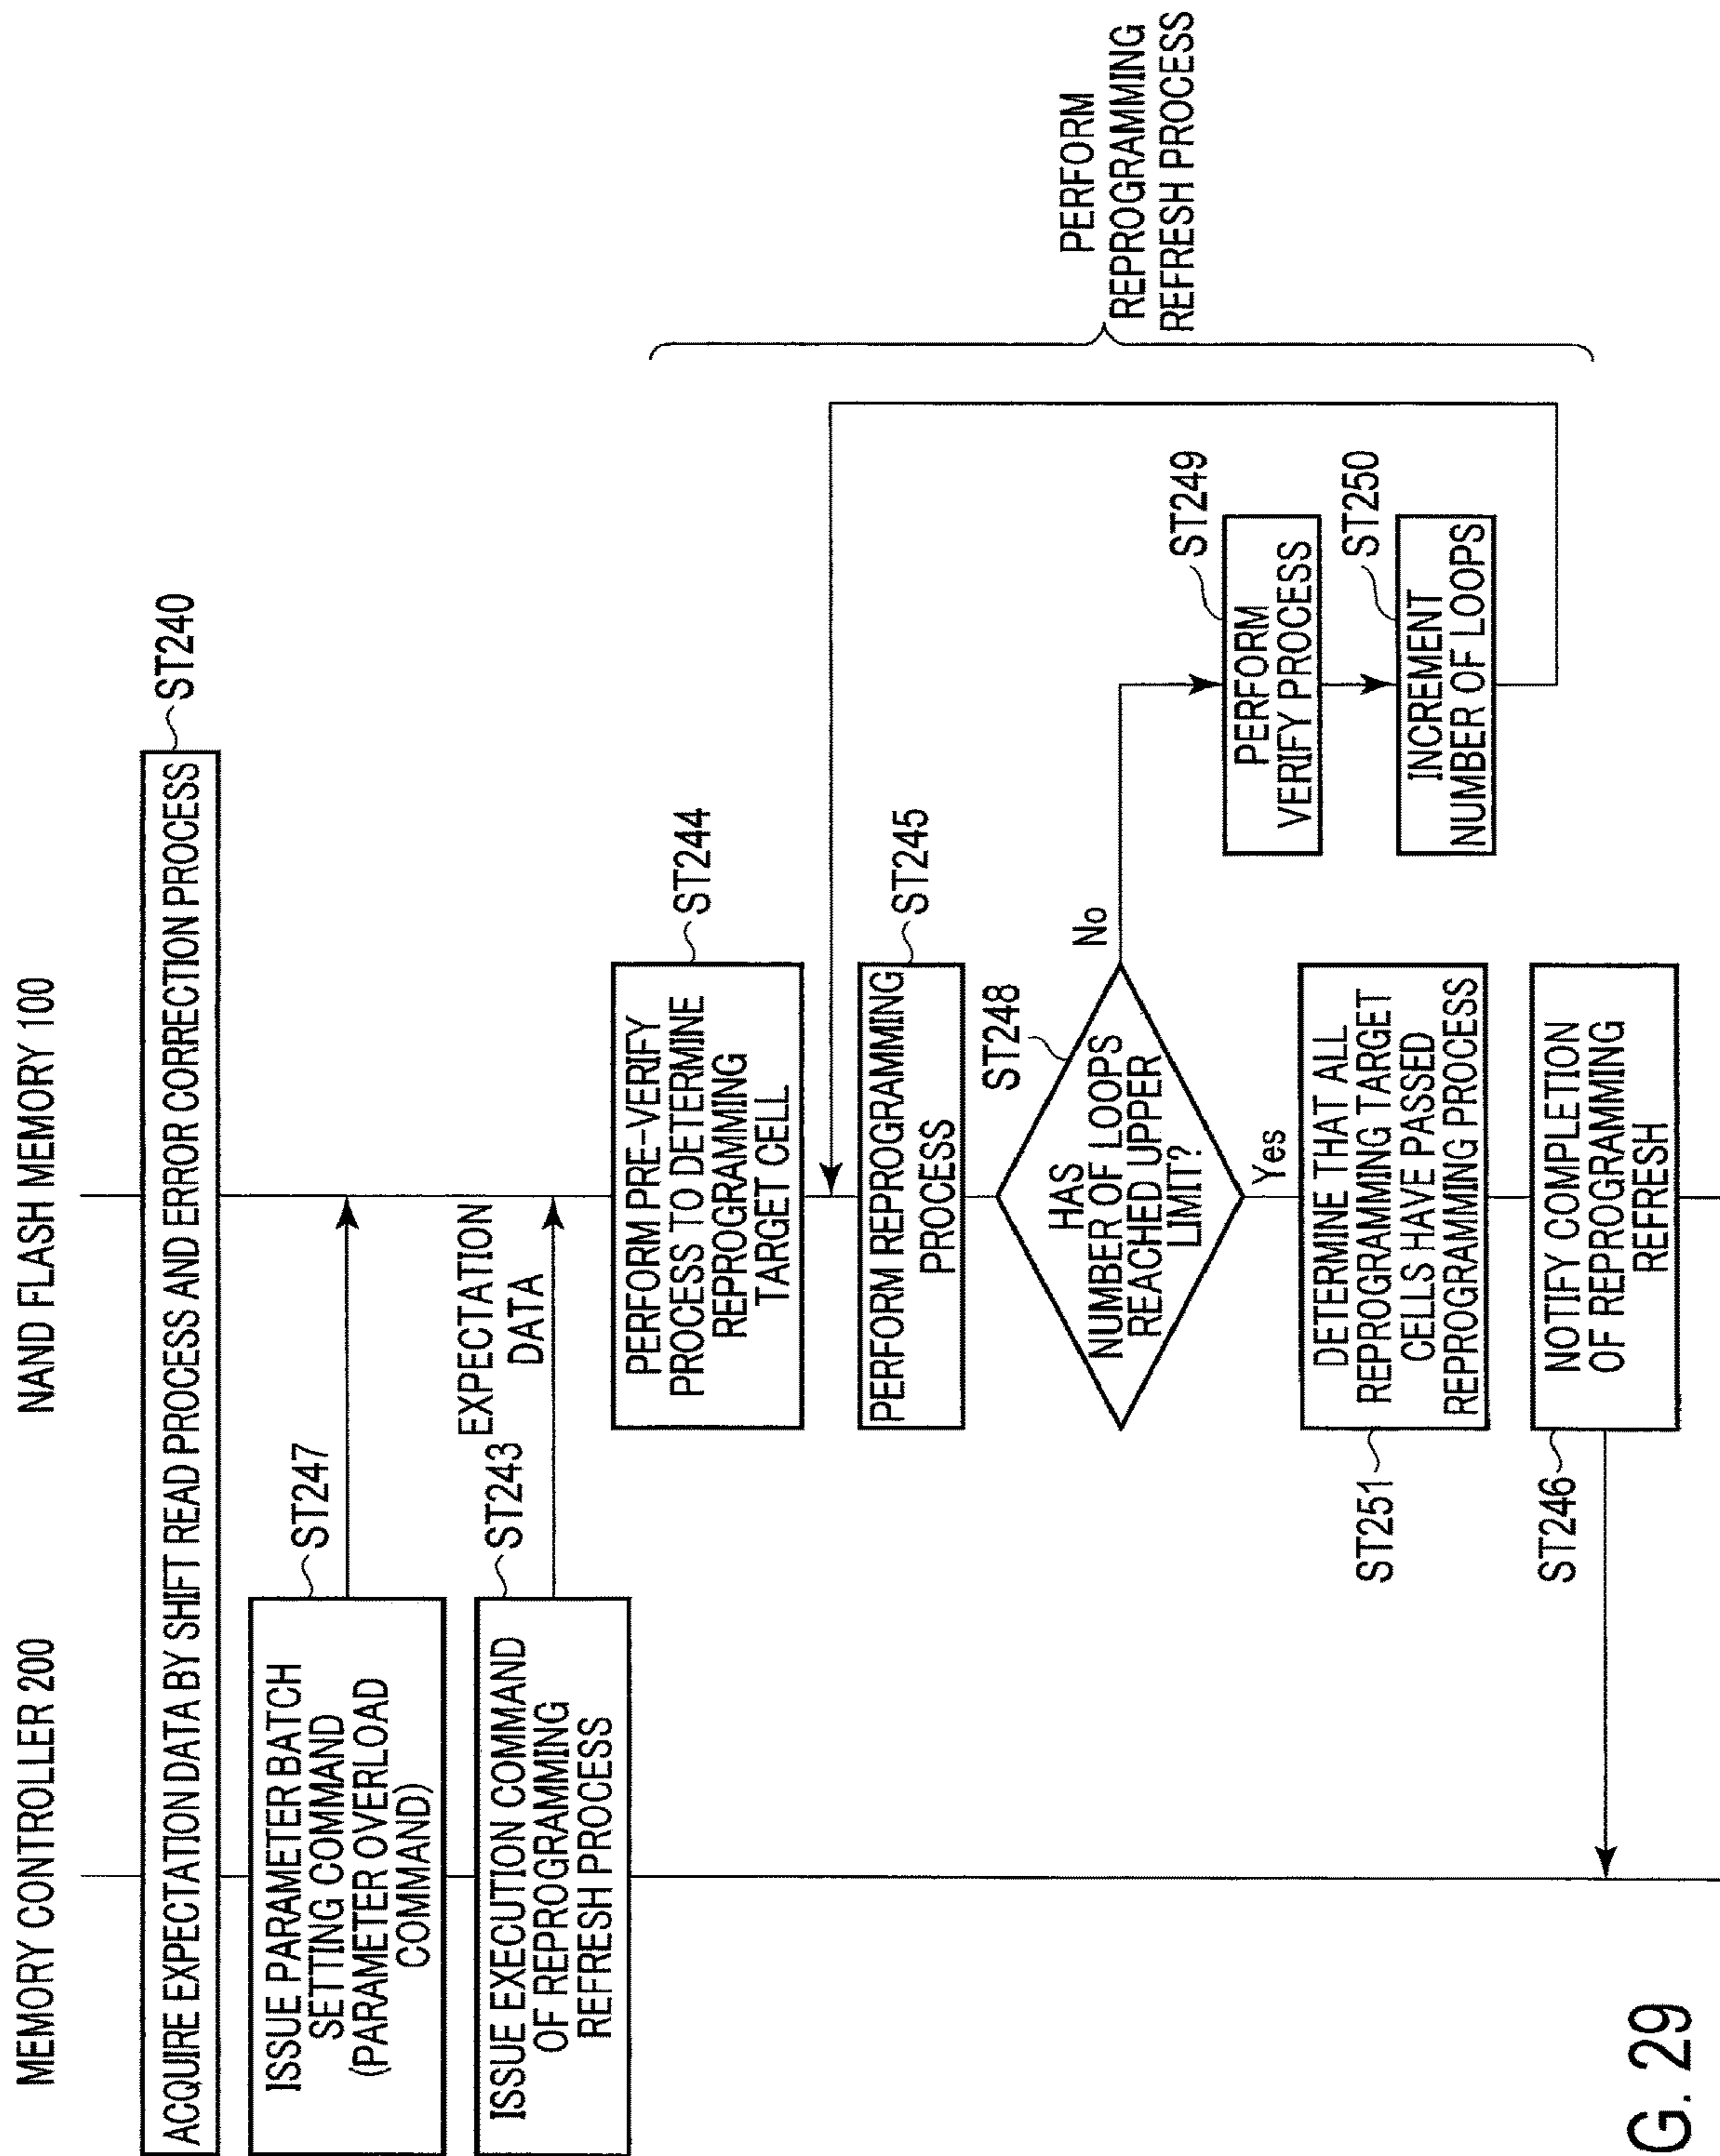 MEMORY CONTROLLER 200
NAND FLASH MEMORY 100
ACQUIRE EXPECTATION DATA BY SHIFT READ PROCESS AND ERROR CORRECTION PROCESS
ST240
ISSUE PARAMETER BATCH
SETTING COMMAND
(PARAMETER OVERLOAD
COMMAND)
ST247
EXPECTATION
DATA
ISSUE EXECUTION COMMAND
OF REPROGRAMMING
REFRESH PROCESS
ST243
PERFORM PRE-VERIFY
PROCESS TO DETERMINE
REPROGRAMMING
TARGET CELL
ST244
PERFORM REPROGRAMMING
PROCESS
ST245
HAS
NUMBER OF LOOPS
REACHED UPPER
LIMIT?
ST248
No
Yes
PERFORM
VERIFY PROCESS
ST249
INCREMENT
NUMBER OF LOOPS
ST250
DETERMINE THAT ALL
REPROGRAMMING TARGET
CELLS HAVE PASSED
REPROGRAMMING PROCESS
ST251
NOTIFY COMPLETION
OF REPROGRAMMING
REFRESH
ST246
PERFORM
REPROGRAMMING
REFRESH PROCESS
G. 29